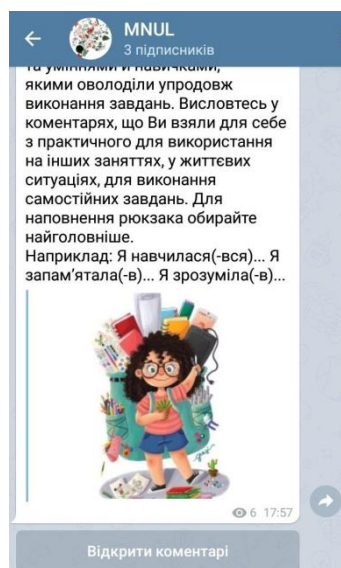 MNUL
3 підписників
та уміннями й навичками,
якими оволоділи упродовж
виконання завдань. Висловтесь у
коментарях, що Ви взяли для себе
з практичного для використання
на інших заняттях, у життєвих
ситуаціях, для виконання
самостійних завдань. Для
наповнення рюкзака обирайте
найголовніше.
Наприклад: Я навчилася(-вся)... Я
запам’ятала(-в)... Я зрозуміла(-в)...
6 17:57
Відкрити коментарі